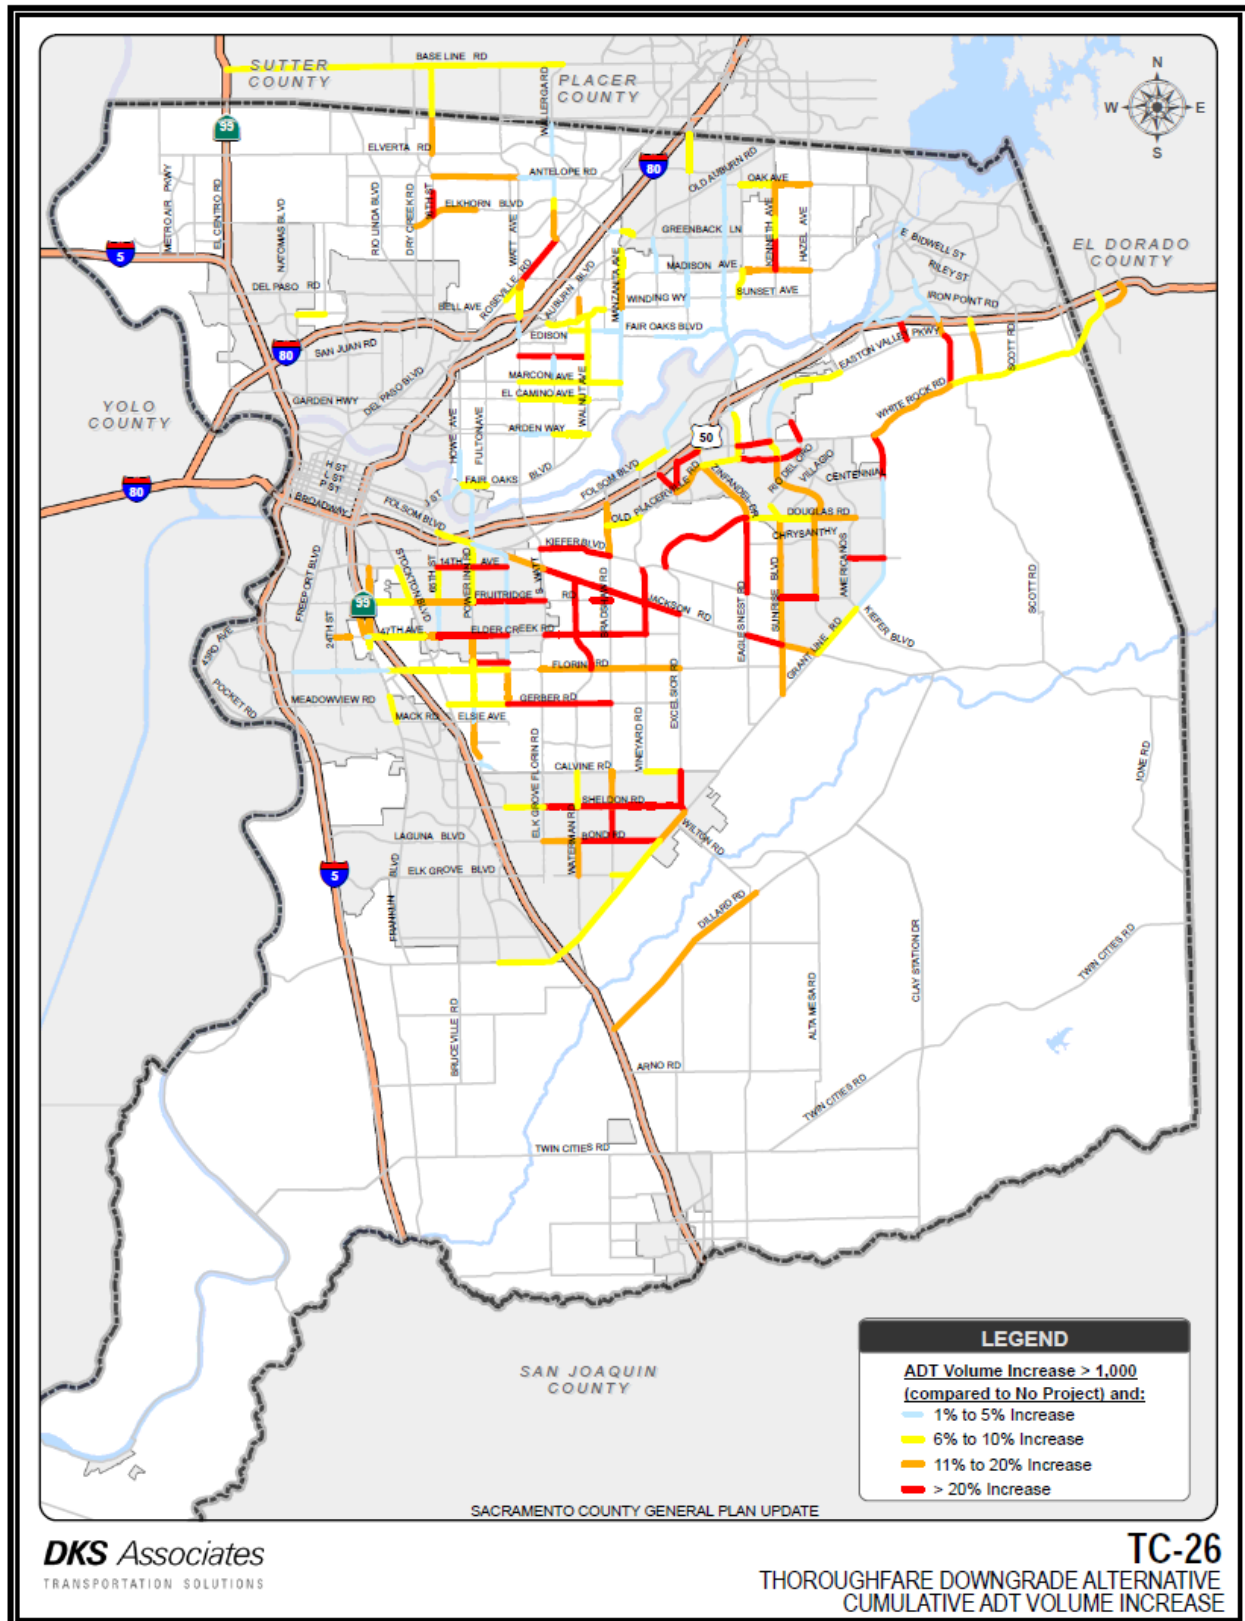 BASE LINE RD
SUTTER
COUNTY
PLACER
COUNTY
WALLERGA RD
N
W
E
S
99
ELVERTA RD
80
OLD AUBURN RD
METRO AIR PKWY
EL CENTRO RD
RIO LINDA BLVD
DRY CREEK RD
16TH ST
ANTELOPE RD
OAK AVE
ELKHORN BLVD
NATOMAS BLVD
WATT AVE
GREENBACK LN
KENNETH AVE
HAZEL AVE
E BIDWELL ST
RILEY ST
EL DORADO
COUNTY
5
MADISON AVE
DEL PASO RD
ROSEVILLE RD
AUBURN BLVD
MANZANITA AVE
SUNSET AVE
IRON POINT RD
BELL AVE
WINDING WY
EDISON
FAIR OAKS BLVD
EASTON VALLEY PKWY
SCOTT RD
80
SAN JUAN RD
MARCONI AVE
DEL PASO BLVD
WALNUT AVE
EL CAMINO AVE
WHITE ROCK RD
YOLO
COUNTY
GARDEN HWY
HOWE AVE
FULTON AVE
ARDEN WAY
50
H ST
L ST
P ST
J ST
FAIR OAKS BLVD
FOLSOM BLVD
RIO DEL ORO
VILLAGIO
CENTENNIAL
80
BROADWAY
FOLSOM BLVD
OLD PLACERVILLE RD
ZINFANDEL DR
DOUGLAS RD
CHRYSANTHY
FREEPORT BLVD
STOCKTON BLVD
65TH ST
POWER INN RD
14TH AVE
S. WATT
KIEFER BLVD
AMERICANOS
SCOTT RD
99
FRUITRIDGE RD
BRADSHAW RD
JACKSON RD
EAGLES NEST RD
SUNRISE BLVD
KIEFER BLVD
24TH ST
47TH AVE
ELDER CREEK RD
43RD AVE
GRANT LINE RD
FLORIN RD
POCKET RD
MEADOWVIEW RD
GERBER RD
EXCELSIOR RD
MACK RD
ELSIE AVE
VINEYARD RD
ELK GROVE FLORIN RD
IONE RD
CALVINE RD
SHELDON RD
WATERMAN RD
BOND RD
WILTON RD
LAGUNA BLVD
5
FRANKLIN BLVD
ELK GROVE BLVD
DILLARD RD
CLAY STATION DR
TWIN CITIES RD
ALTA MESA RD
BRUCEVILLE RD
ARNO RD
TWIN CITIES RD
TWIN CITIES RD
SAN JOAQUIN
COUNTY
LEGEND
ADT Volume Increase > 1,000
(compared to No Project) and:
1% to 5% Increase
6% to 10% Increase
11% to 20% Increase
> 20% Increase
SACRAMENTO COUNTY GENERAL PLAN UPDATE
DKS Associates
TRANSPORTATION SOLUTIONS
TC-26
THOROUGHFARE DOWNGRADE ALTERNATIVE
CUMULATIVE ADT VOLUME INCREASE